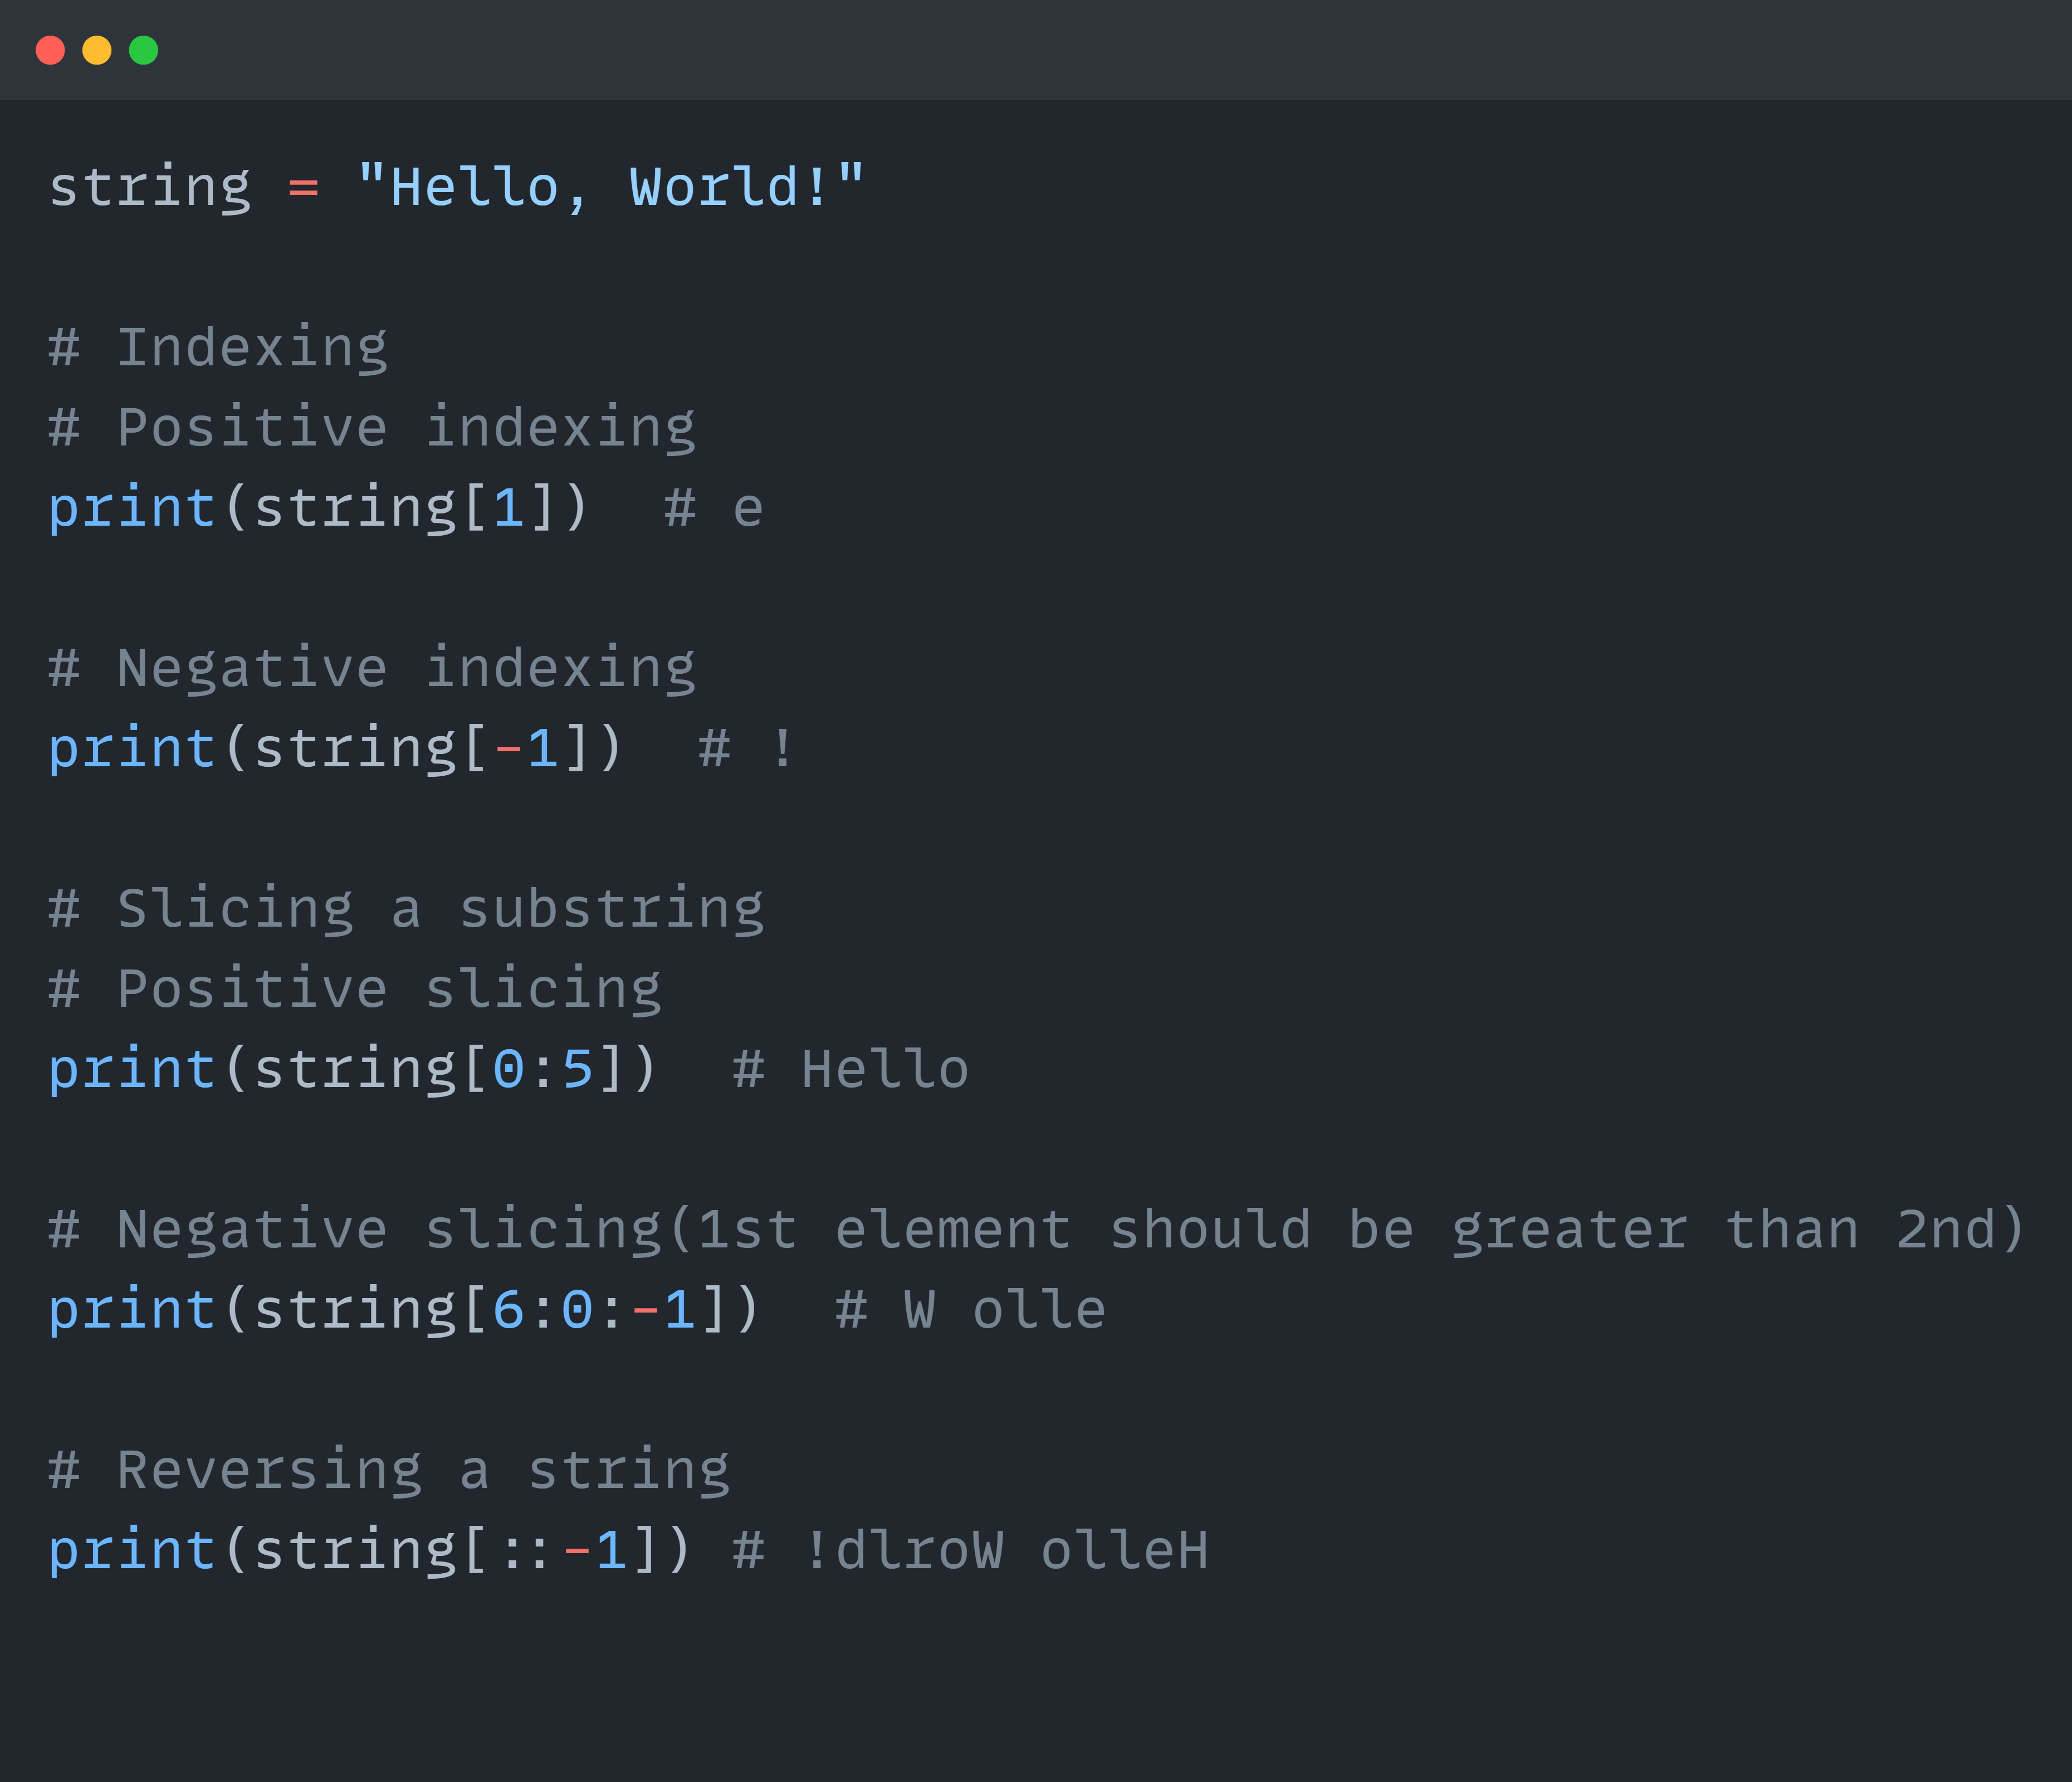 string = "Hello, World!"
# Indexing
# Positive indexing
print(string[1])  # e
# Negative indexing
print(string[-1])  # !
# Slicing a substring
# Positive slicing
print(string[0:5])  # Hello
# Negative slicing(1st element should be greater than 2nd)
print(string[6:0:-1])  # W olle
# Reversing a string
print(string[::-1]) # !dlroW olleH